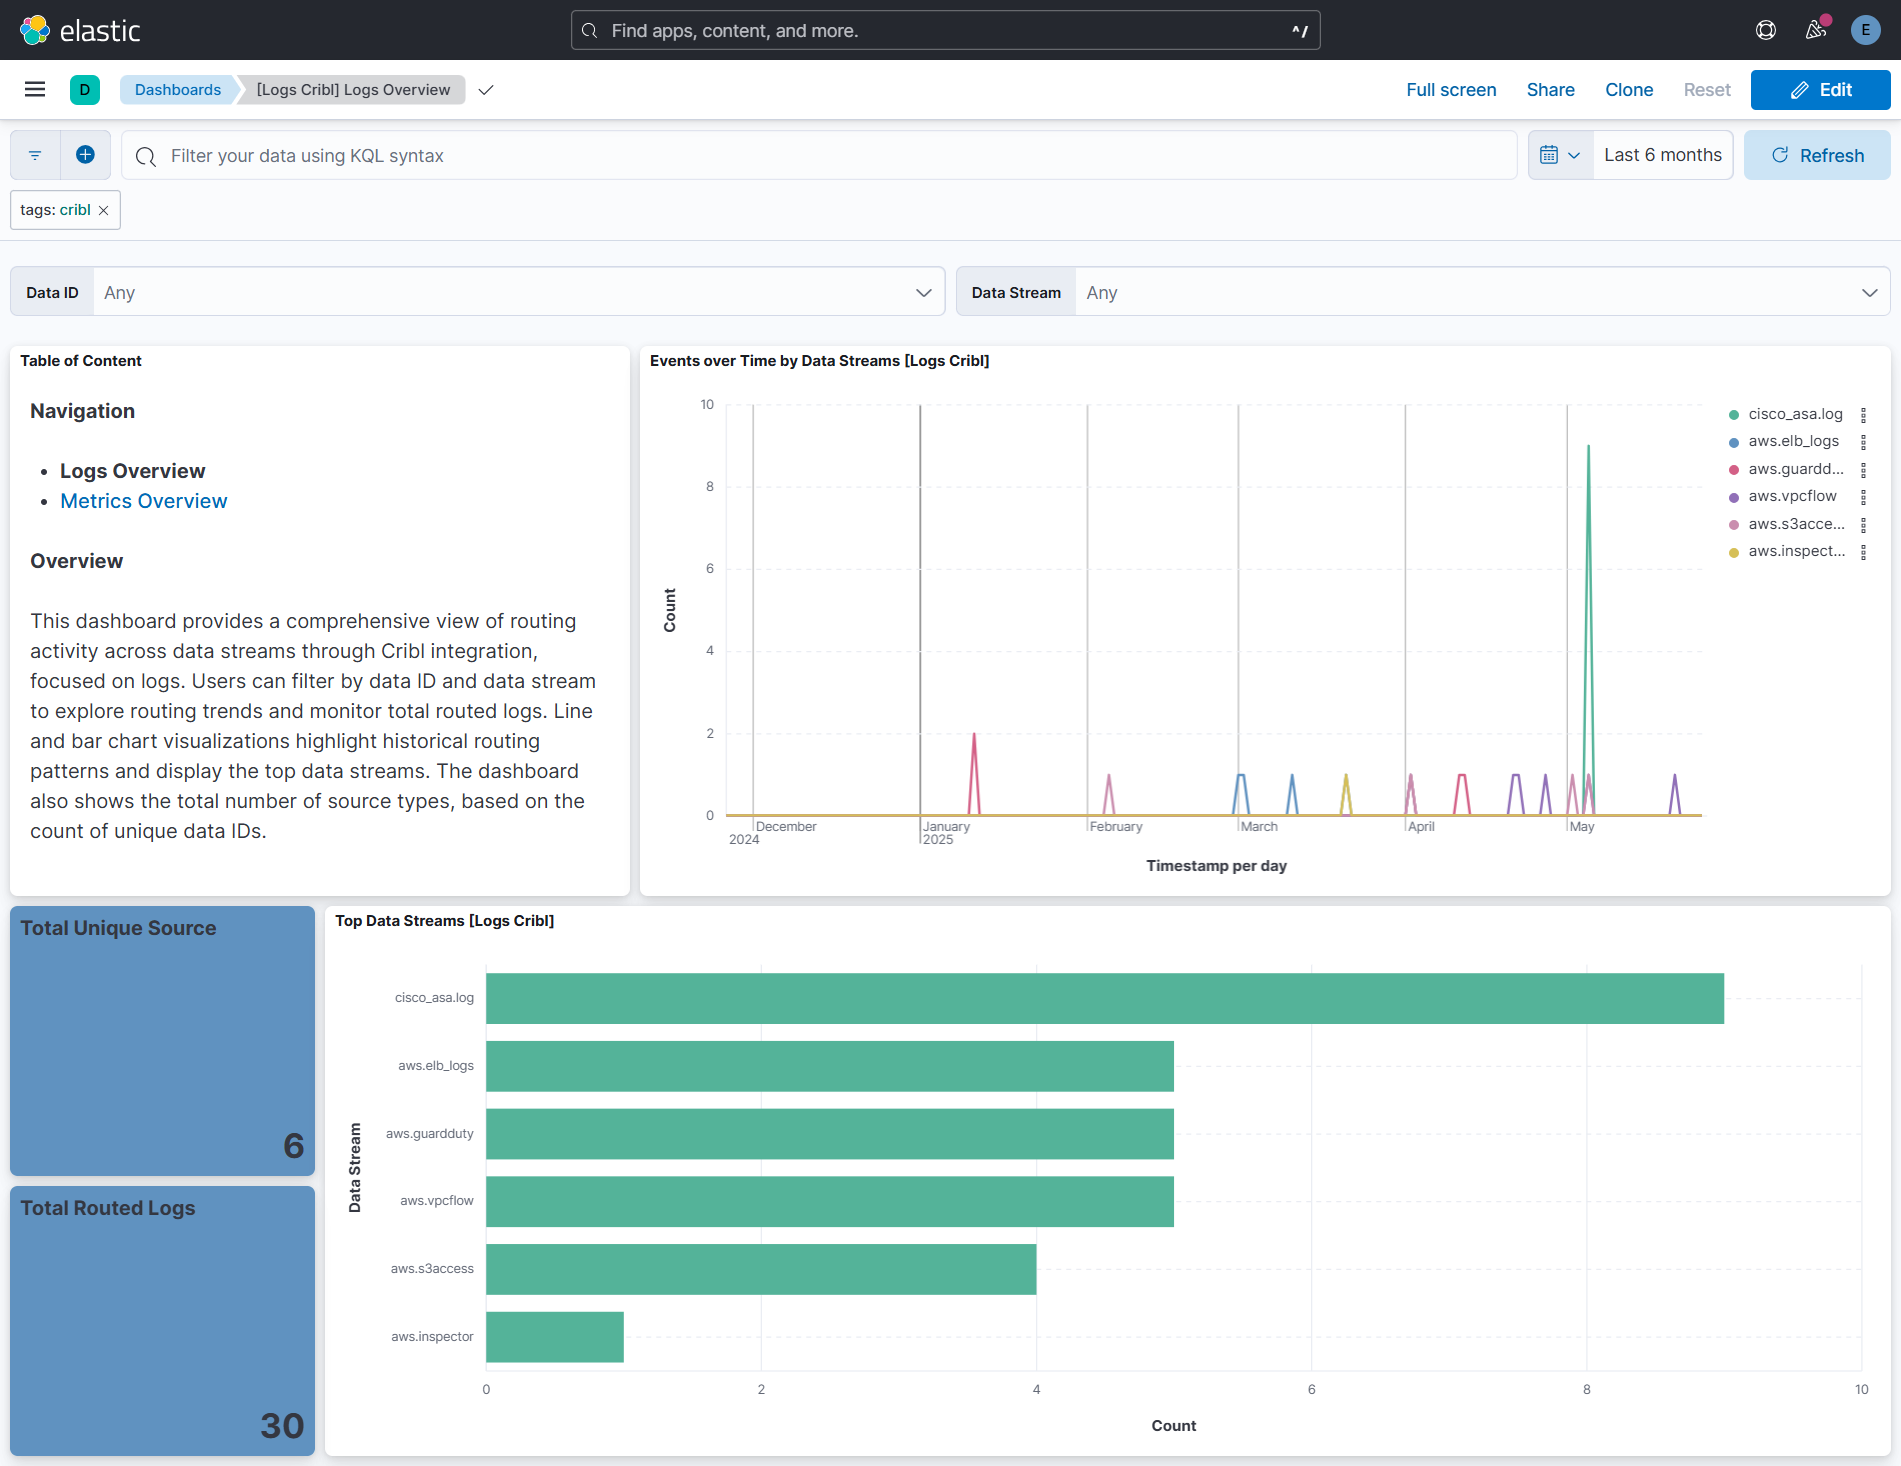 elastic
Find apps, content, and more.
^/
E
D
Dashboards
[Logs Cribl] Logs Overview
Full screen
Share
Clone
Reset
Edit
Filter your data using KQL syntax
Last 6 months
Refresh
tags: cribl
Data ID
Any
Data Stream
Any
Table of Content
Navigation
Logs Overview
Metrics Overview
Overview
This dashboard provides a comprehensive view of routing
activity across data streams through Cribl integration,
focused on logs. Users can filter by data ID and data stream
to explore routing trends and monitor total routed logs. Line
and bar chart visualizations highlight historical routing
patterns and display the top data streams. The dashboard
also shows the total number of source types, based on the
count of unique data IDs.
Events over Time by Data Streams [Logs Cribl]
10
8
6
4
2
0
Count
December
2024
January
2025
February
March
April
May
Timestamp per day
cisco_asa.log
aws.elb_logs
aws.guardd...
aws.vpcflow
aws.s3acce...
aws.inspect...
Total Unique Source
6
Total Routed Logs
30
Top Data Streams [Logs Cribl]
Data Stream
cisco_asa.log
aws.elb_logs
aws.guardduty
aws.vpcflow
aws.s3access
aws.inspector
0
2
4
6
8
10
Count